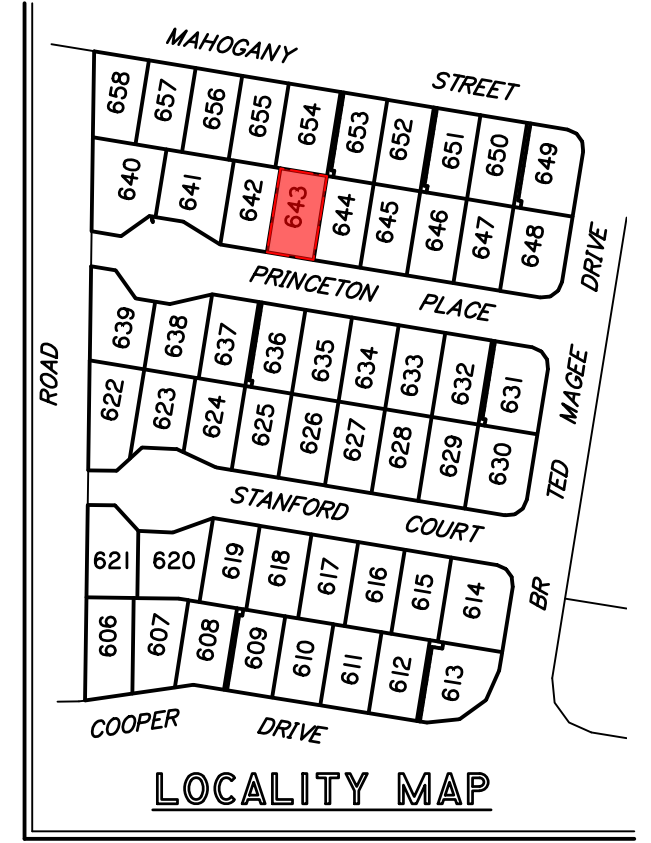 MAHOGANY STREET
658 657 656 655 654 653 652 651 650 649
640 641 642 643 644 645 646 647 648
DRIVE
PRINCETON PLACE
639 638 637 636 635 634 633 632 631
ROAD
MAGEE
622 623 624 625 626 627 628 629 630
TED
STANFORD COURT
621 620 619 618 617 616 615 614
BR
606 607 608 609 610 611 612 613
COOPER DRIVE
LOCALITY MAP